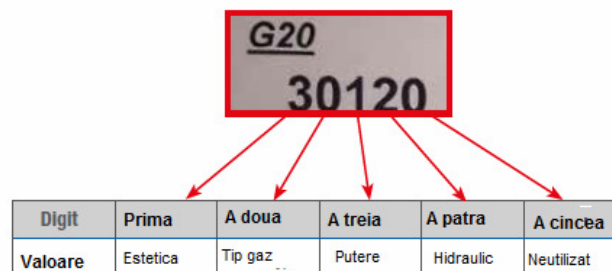 G20
30120
Digit Prima A doua A treia A patra A cincea
Valoare Estetica Tip gaz Putere Hidraulic Neutilizat